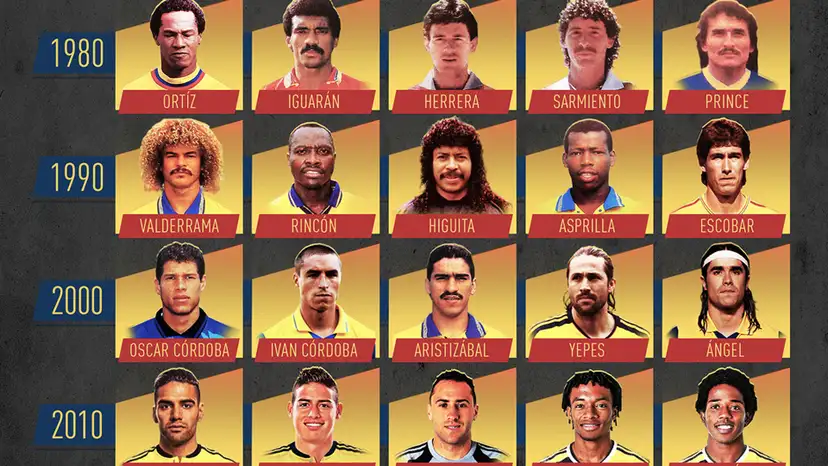 1980
ORTÍZ
IGUARÁN
HERRERA
SARMIENTO
PRINCE
1990
VALDERRAMA
RINCÓN
HIGUITA
ASPRILLA
ESCOBAR
2000
OSCAR CÓRDOBA
IVAN CÓRDOBA
ARISTIZÁBAL
YEPES
ÁNGEL
2010